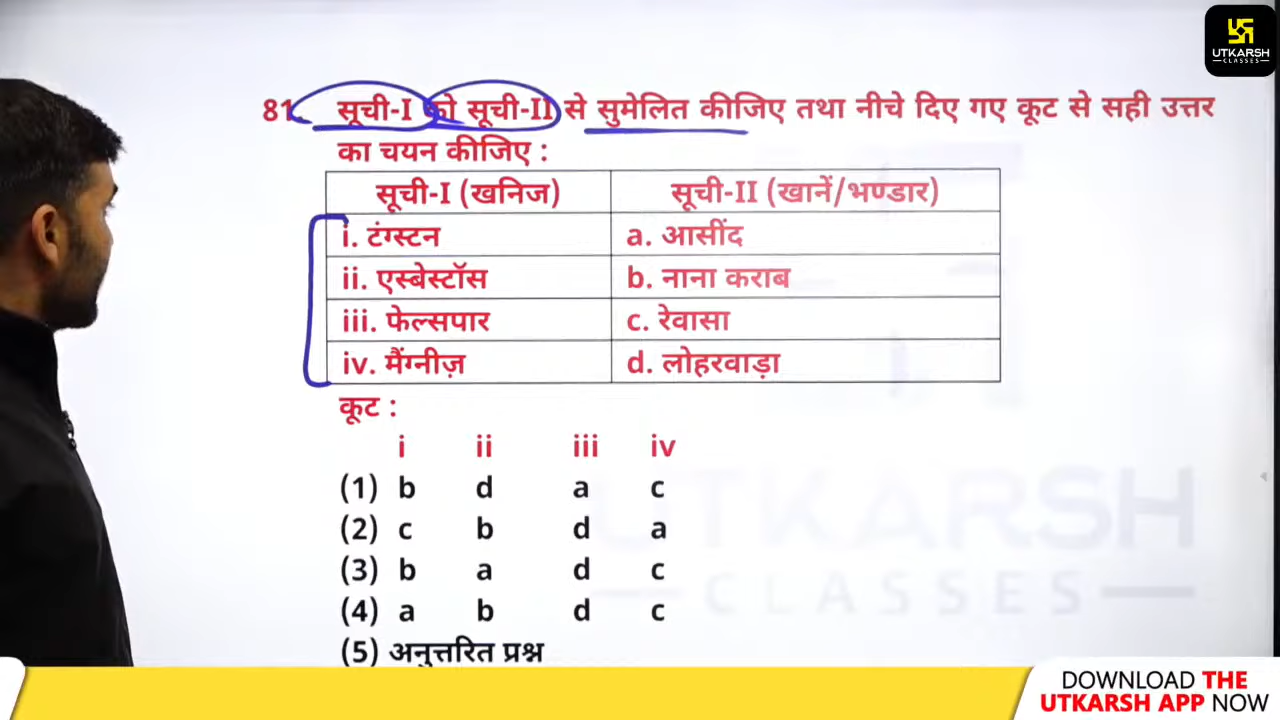 UTKARSH
CLASSES
81. सूची-I को सूची-II से सुमेलित कीजिए तथा नीचे दिए गए कूट से सही उत्तर
का चयन कीजिए :
सूची-I (खनिज) सूची-II (खानें/भण्डार)
i. टंग्स्टन a. आसींद
ii. एस्बेस्टॉस b. नाना कराब
iii. फेल्सपार c. रेवासा
iv. मैंग्नीज़ d. लोहरवाड़ा
कूट :
i ii iii iv
(1) b d a c
(2) c b d a
(3) b a d c
(4) a b d c
(5) अनुत्तरित प्रश्न
UTKARSH
CLASSES
DOWNLOAD THE
UTKARSH APP NOW